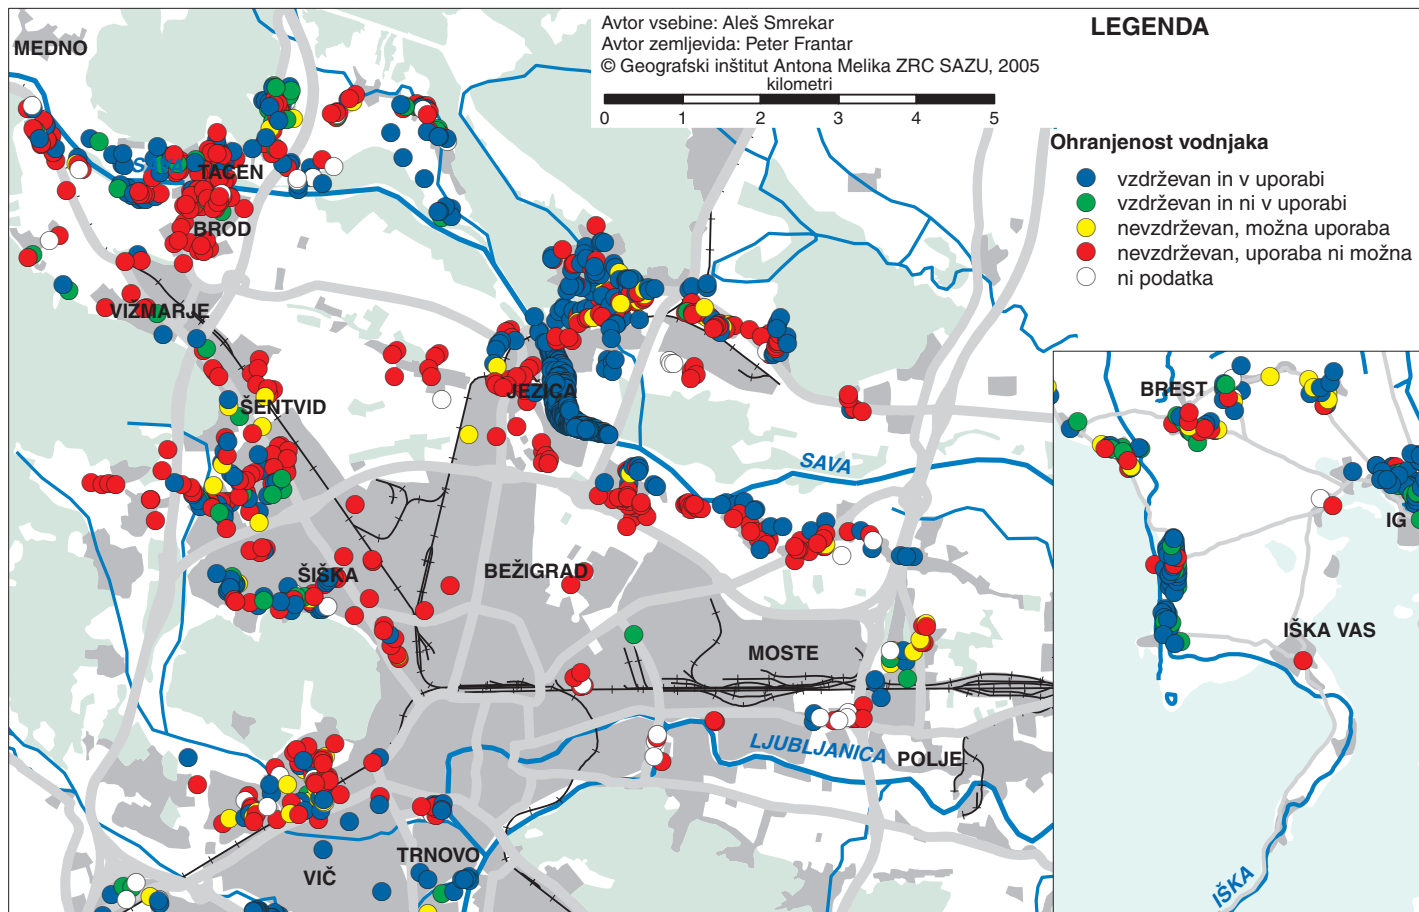 Avtor vsebine: Aleš Smrekar
Avtor zemljevida: Peter Frantar
© Geografski inštitut Antona Melika ZRC SAZU, 2005
kilometri
0 1 2 3 4 5
LEGENDA
Ohranjenost vodnjaka
vzdrževan in v uporabi
vzdrževan in ni v uporabi
nevzdrževan, možna uporaba
nevzdrževan, uporaba ni možna
ni podatka
MEDNO
TACEN
BROD
VIŽMARJE
ŠENTVID
JEŽICA
SAVA
ŠIŠKA
BEŽIGRAD
MOSTE
LJUBLJANICA
POLJE
TRNOVO
VIČ
BREST
IG
IŠKA VAS
IŠKA